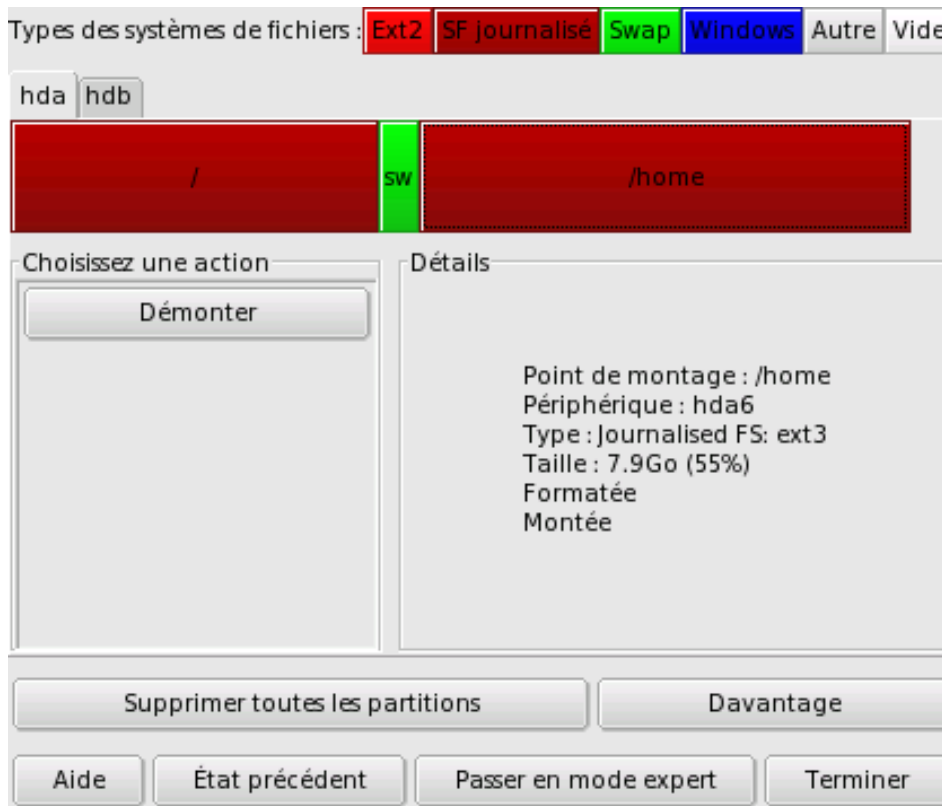 Types des systèmes de fichiers : Ext2 SF journalisé Swap Windows Autre Vide
hda hdb
/ sw /home
Choisissez une action
Détails
Démonter
Point de montage : /home
Périphérique : hda6
Type : Journalised FS: ext3
Taille : 7.9Go (55%)
Formatée
Montée
Supprimer toutes les partitions Davantage
Aide État précédent Passer en mode expert Terminer